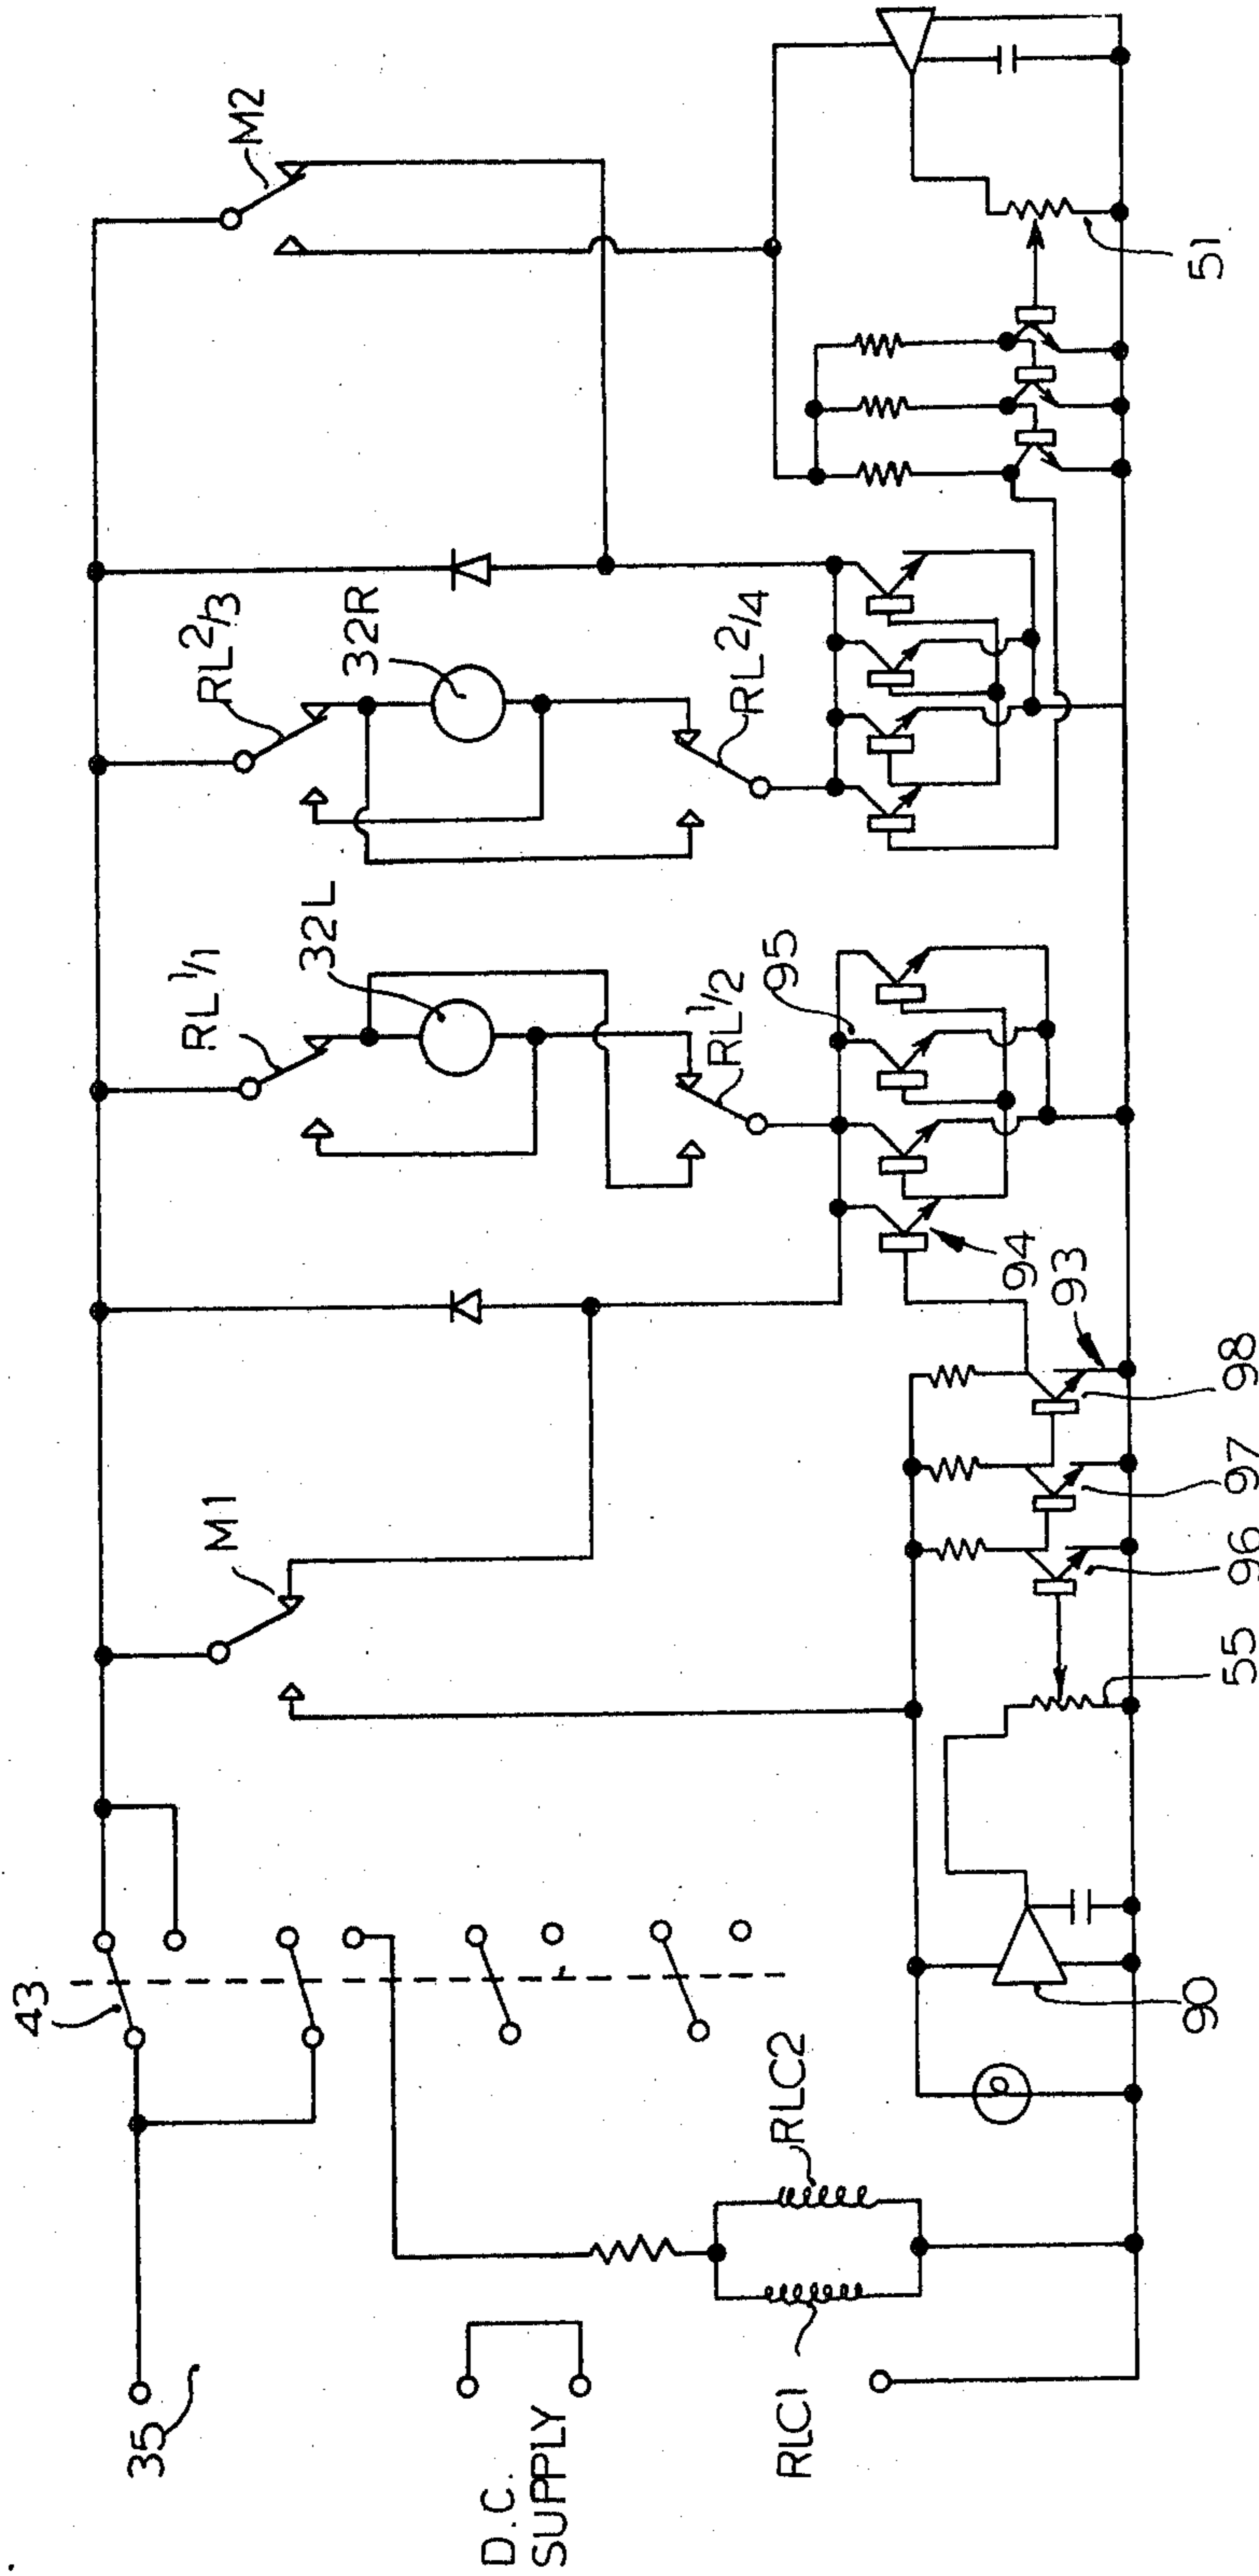 35
D.C.
SUPPLY
43
RLC1
RLC2
90
M1
55
96
97
98
93
94
95
RL1/1
32L
RL1/2
RL2/3
32R
RL2/4
M2
51